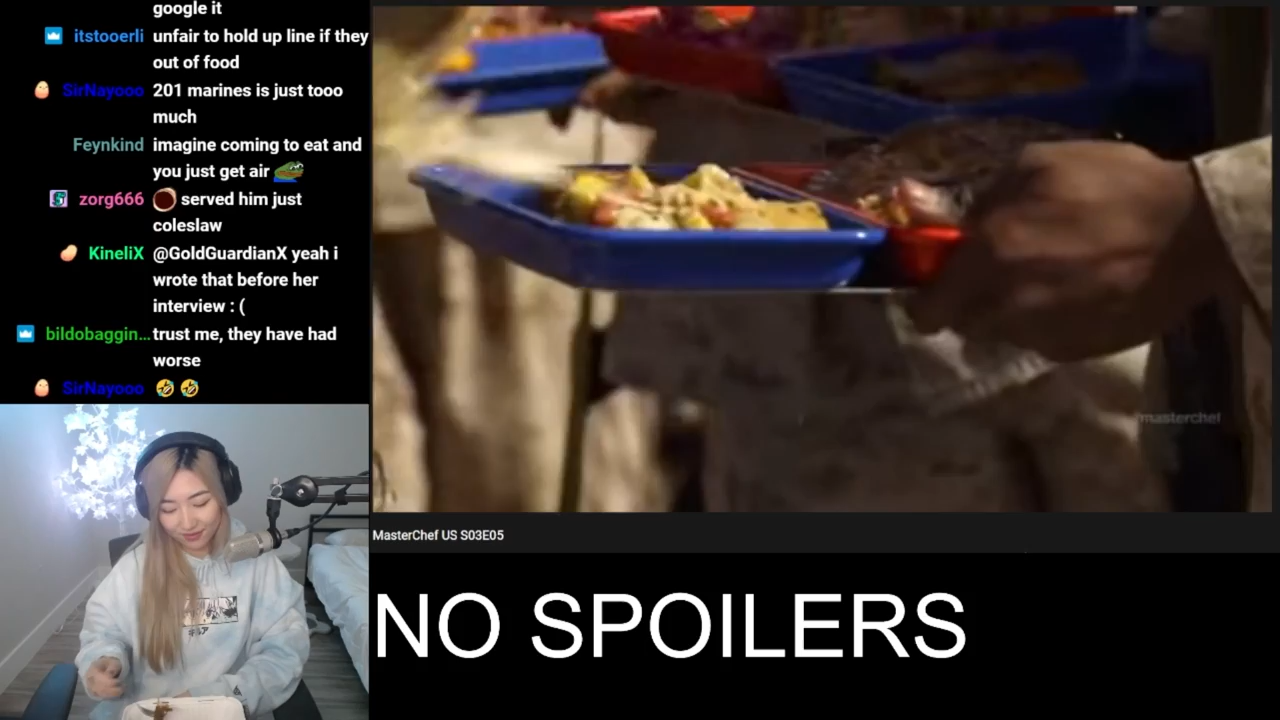 google it
itstooerli unfair to hold up line if they
out of food
SirNayooo 201 marines is just tooo
much
Feynkind imagine coming to eat and
you just get air
zorg666 served him just
coleslaw
KineliX @GoldGuardianX yeah i
wrote that before her
interview : (
bildobaggin... trust me, they have had
worse
SirNayooo
masterchef
MasterChef US S03E05
NO SPOILERS